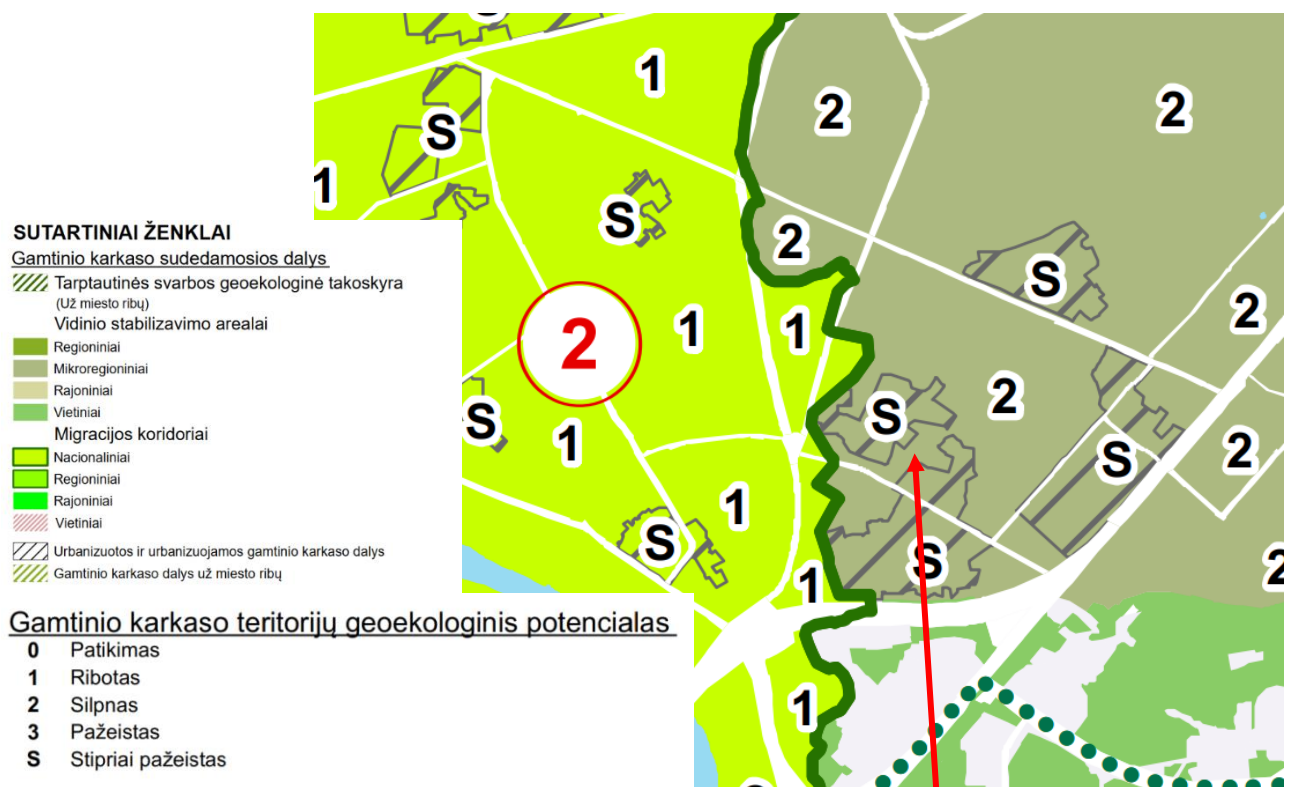 S
1
2
2
S
1
S
2
S
1
1
S
2
2
S
2
S
1
2
S
1
S
S
1
1
2
SUTARTINIAI ŽENKLAI
Gamtinio karkaso sudedamosios dalys
Tarptautinės svarbos geoekologinė takoskyra
(Už miesto ribų)
Vidinio stabilizavimo arealai
Regioniniai
Mikroregioniniai
Rajoniniai
Vietiniai
Migracijos koridoriai
Nacionaliniai
Regioniniai
Rajoniniai
Vietiniai
Urbanizuotos ir urbanizuojamos gamtinio karkaso dalys
Gamtinio karkaso dalys už miesto ribų
Gamtinio karkaso teritorijų geoekologinis potencialas
0 Patikimas
1 Ribotas
2 Silpnas
3 Pažeistas
S Stipriai pažeistas